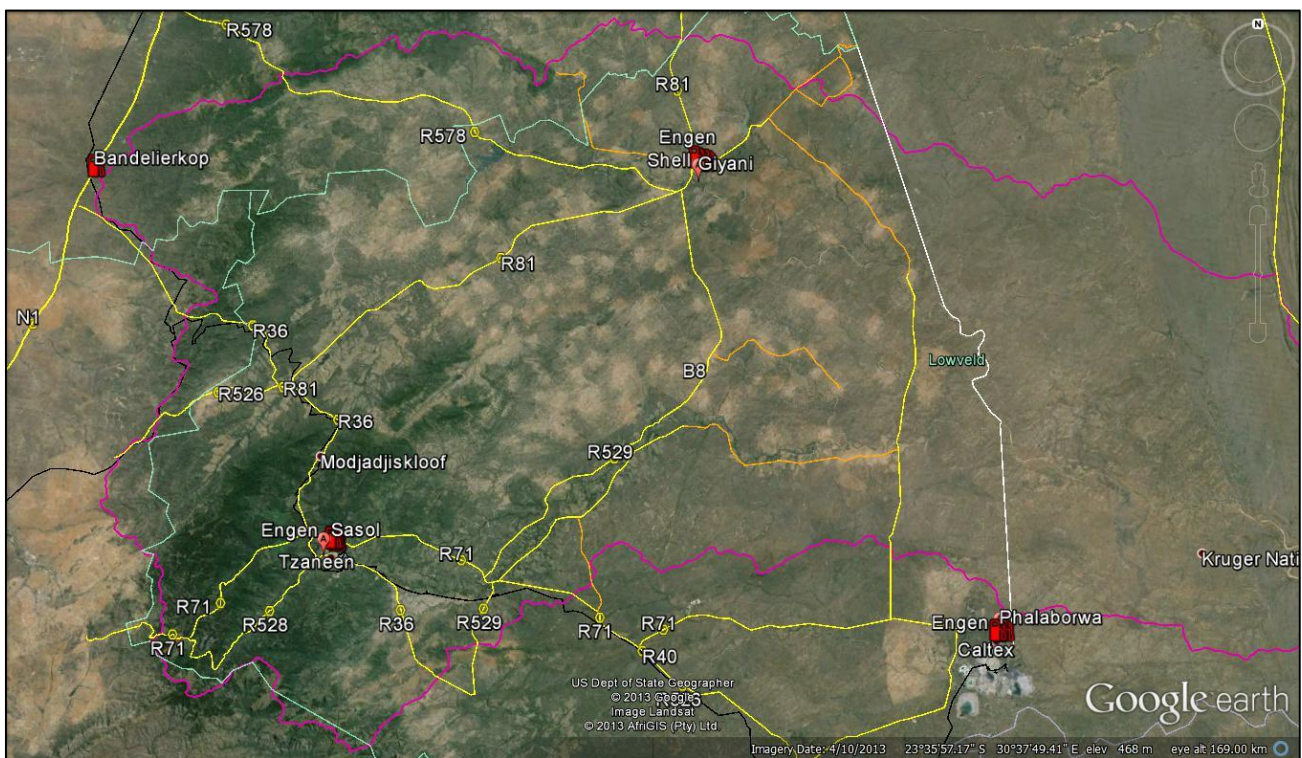 R578
N
R81
R578
Engen
Bandelierkop
Shell
Giyani
R81
N1
R36
Lowveld
B8
R526
R81
R36
R529
Modjadjiskloof
Engen Sasol
A
R71
Kruger Nati
Tzaneen
R71
R528
R36
R529
R71
R71
Engen Phalaborwa
R71
R40
Caltex
US Dept of State Geographer
© 2013 Google
Image Landsat
© 2013 AfriGIS (Pty) Ltd.
Google earth
Imagery Date: 4/10/2013 23°35'57.17" S 30°37'49.41" E elev 468 m eye alt 169.00 km